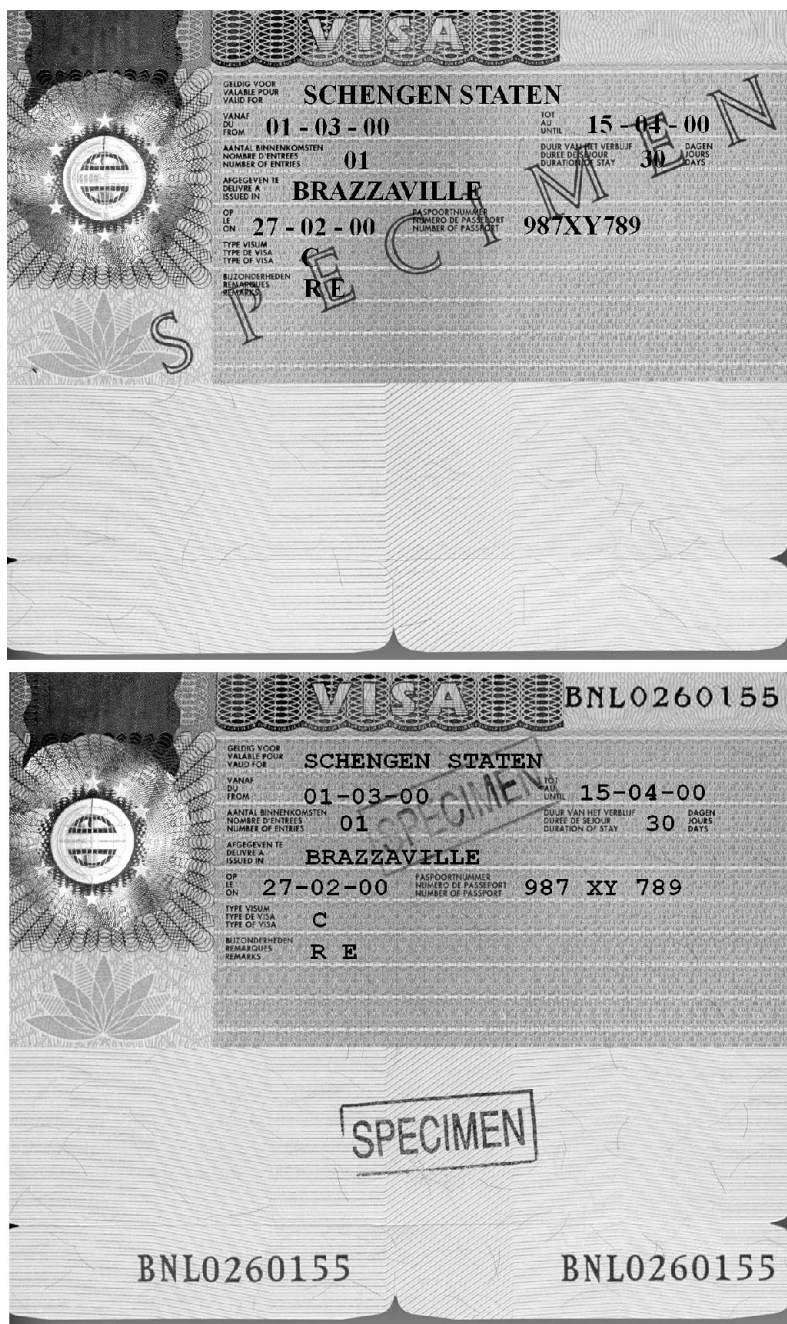 VISA
GELDIG VOOR
VALABLE POUR
VALID FOR
SCHENGEN STATEN
VANAF
DU
FROM
01 - 03 - 00
TOT
AU
UNTIL
15 - 04 - 00
AANTAL BINNENKOMSTEN
NOMBRE D'ENTREES
NUMBER OF ENTRIES
01
DUUR VAN HET VERBLIJF
DUREE DE SEJOUR
DURATION OF STAY
30
DAGEN
JOURS
DAYS
AFGEGEVEN TE
DELIVRE A
ISSUED IN
BRAZZAVILLE
OP
LE
ON
27 - 02 - 00
PASPOORTNUMMER
NUMERO DE PASSEPORT
NUMBER OF PASSPORT
987XY789
TYPE VISUM
TYPE DE VISA
TYPE OF VISA
C
BIJZONDERHEDEN
REMARQUES
REMARKS
R E
SPECIMEN
VISA
BNL0260155
GELDIG VOOR
VALABLE POUR
VALID FOR
SCHENGEN STATEN
VANAF
DU
FROM
01-03-00
TOT
AU
UNTIL
15-04-00
AANTAL BINNENKOMSTEN
NOMBRE D'ENTREES
NUMBER OF ENTRIES
01
SPECIMEN
DUUR VAN HET VERBLIJF
DUREE DE SEJOUR
DURATION OF STAY
30
DAGEN
JOURS
DAYS
AFGEGEVEN TE
DELIVRE A
ISSUED IN
BRAZZAVILLE
OP
LE
ON
27-02-00
PASPOORTNUMMER
NUMERO DE PASSEPORT
NUMBER OF PASSPORT
987 XY 789
TYPE VISUM
TYPE DE VISA
TYPE OF VISA
C
BIJZONDERHEDEN
REMARQUES
REMARKS
R E
SPECIMEN
BNL0260155
BNL0260155